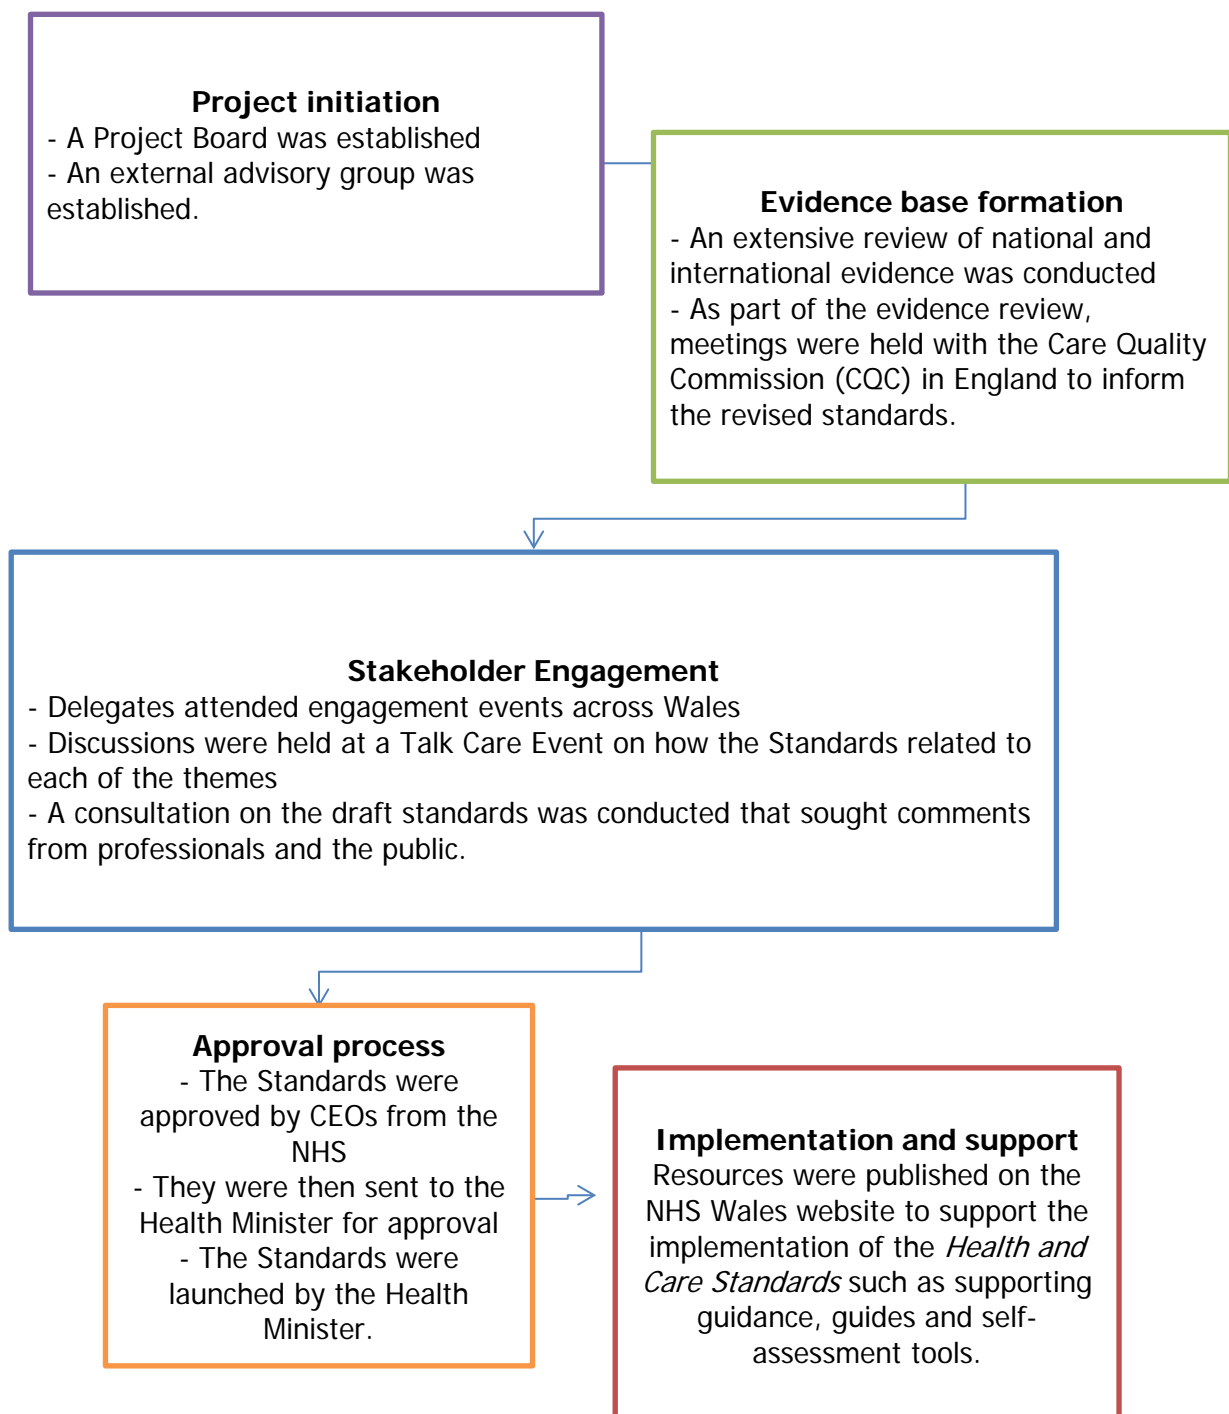 Project initiation
- A Project Board was established
- An external advisory group was
established.
Evidence base formation
- An extensive review of national and
international evidence was conducted
- As part of the evidence review,
meetings were held with the Care Quality
Commission (CQC) in England to inform
the revised standards.
Stakeholder Engagement
- Delegates attended engagement events across Wales
- Discussions were held at a Talk Care Event on how the Standards related to
each of the themes
- A consultation on the draft standards was conducted that sought comments
from professionals and the public.
Approval process
- The Standards were
approved by CEOs from the
NHS
- They were then sent to the
Health Minister for approval
- The Standards were
launched by the Health
Minister.
Implementation and support
Resources were published on the
NHS Wales website to support the
implementation of the Health and
Care Standards such as supporting
guidance, guides and self-
assessment tools.